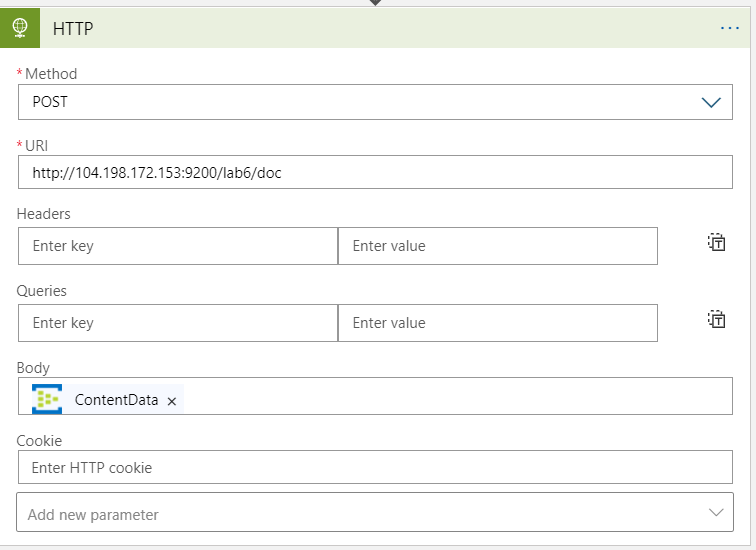 HTTP
...
* Method
POST
* URI
http://104.198.172.153:9200/lab6/doc
Headers
Enter key Enter value
T
Queries
Enter key Enter value
T
Body
ContentData ×
Cookie
Enter HTTP cookie
Add new parameter